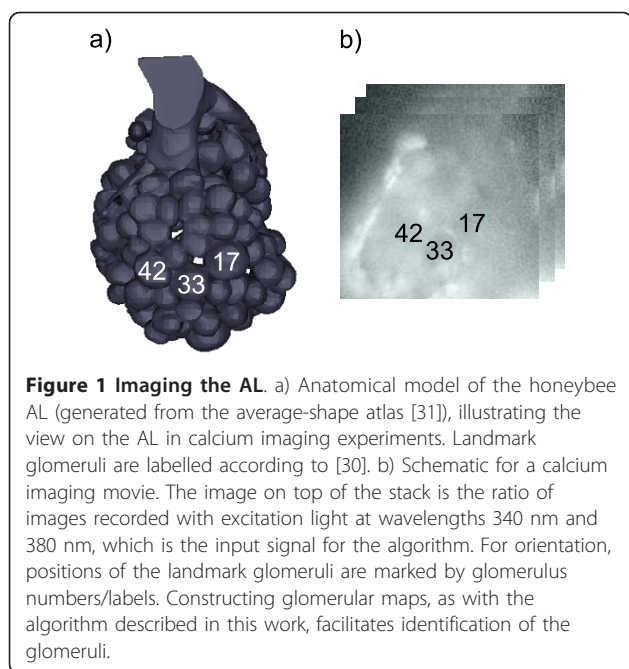 a)
b)
42
33
17
42
33
17
Figure 1 Imaging the AL. a) Anatomical model of the honeybee
AL (generated from the average-shape atlas [31]), illustrating the
view on the AL in calcium imaging experiments. Landmark
glomeruli are labelled according to [30]. b) Schematic for a calcium
imaging movie. The image on top of the stack is the ratio of
images recorded with excitation light at wavelengths 340 nm and
380 nm, which is the input signal for the algorithm. For orientation,
positions of the landmark glomeruli are marked by glomerulus
numbers/labels. Constructing glomerular maps, as with the
algorithm described in this work, facilitates identification of the
glomeruli.